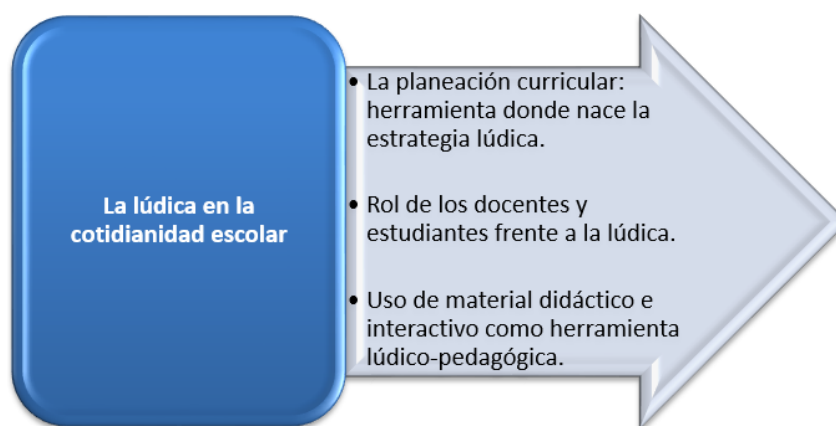 La lúdica en la
cotidianidad escolar
• La planeación curricular:
herramienta donde nace la
estrategia lúdica.
• Rol de los docentes y
estudiantes frente a la lúdica.
• Uso de material didáctico e
interactivo como herramienta
lúdico-pedagógica.